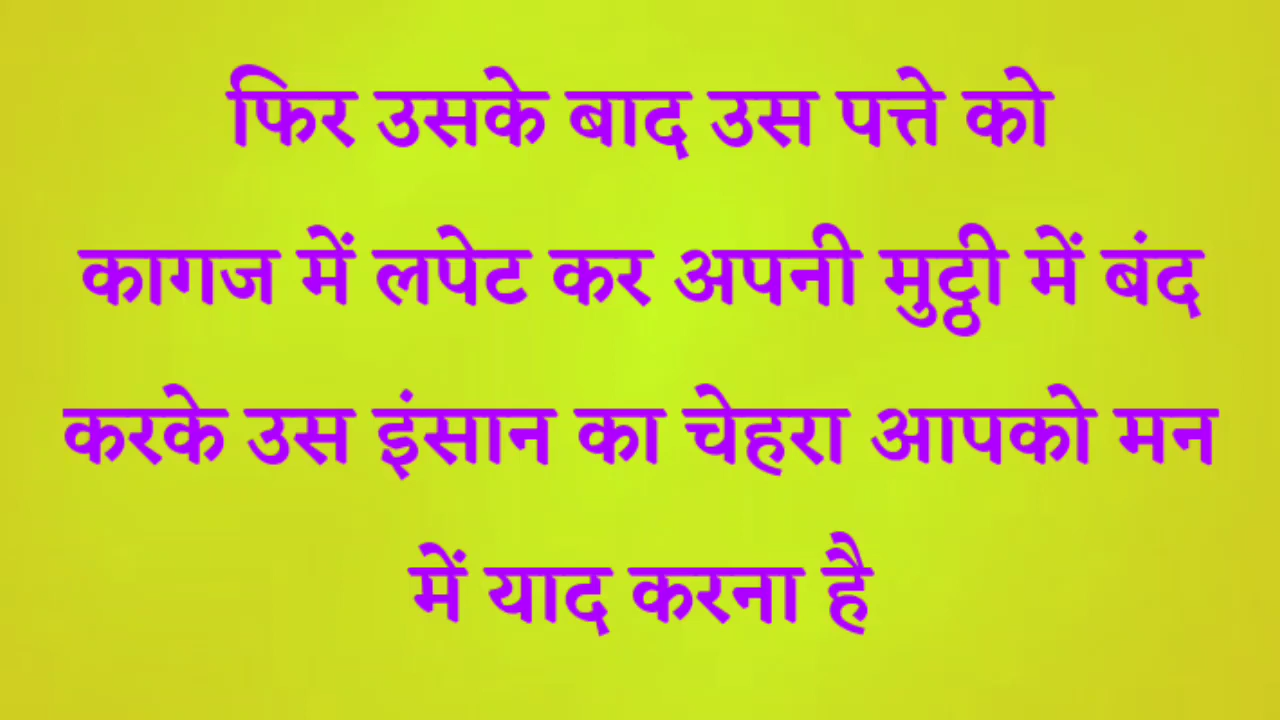 फिर उसके बाद उस पत्ते को
कागज में लपेट कर अपनी मुट्ठी में बंद
करके उस इंसान का चेहरा आपको मन
में याद करना है